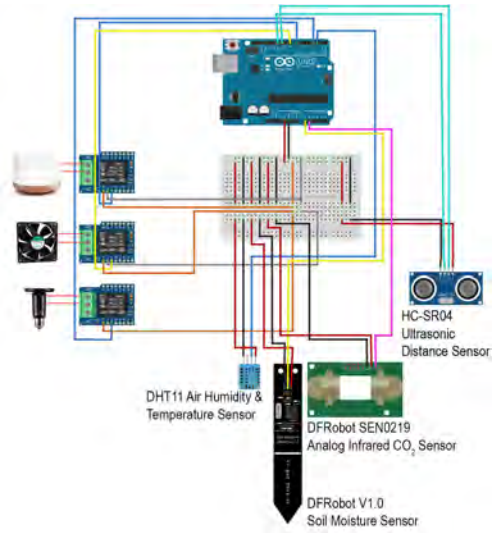 UNO
HC-SR04
Ultrasonic
Distance Sensor
DHT11 Air Humidity &
Temperature Sensor
DFRobot SEN0219
Analog Infrared CO₂ Sensor
DFRobot V1.0
Soil Moisture Sensor